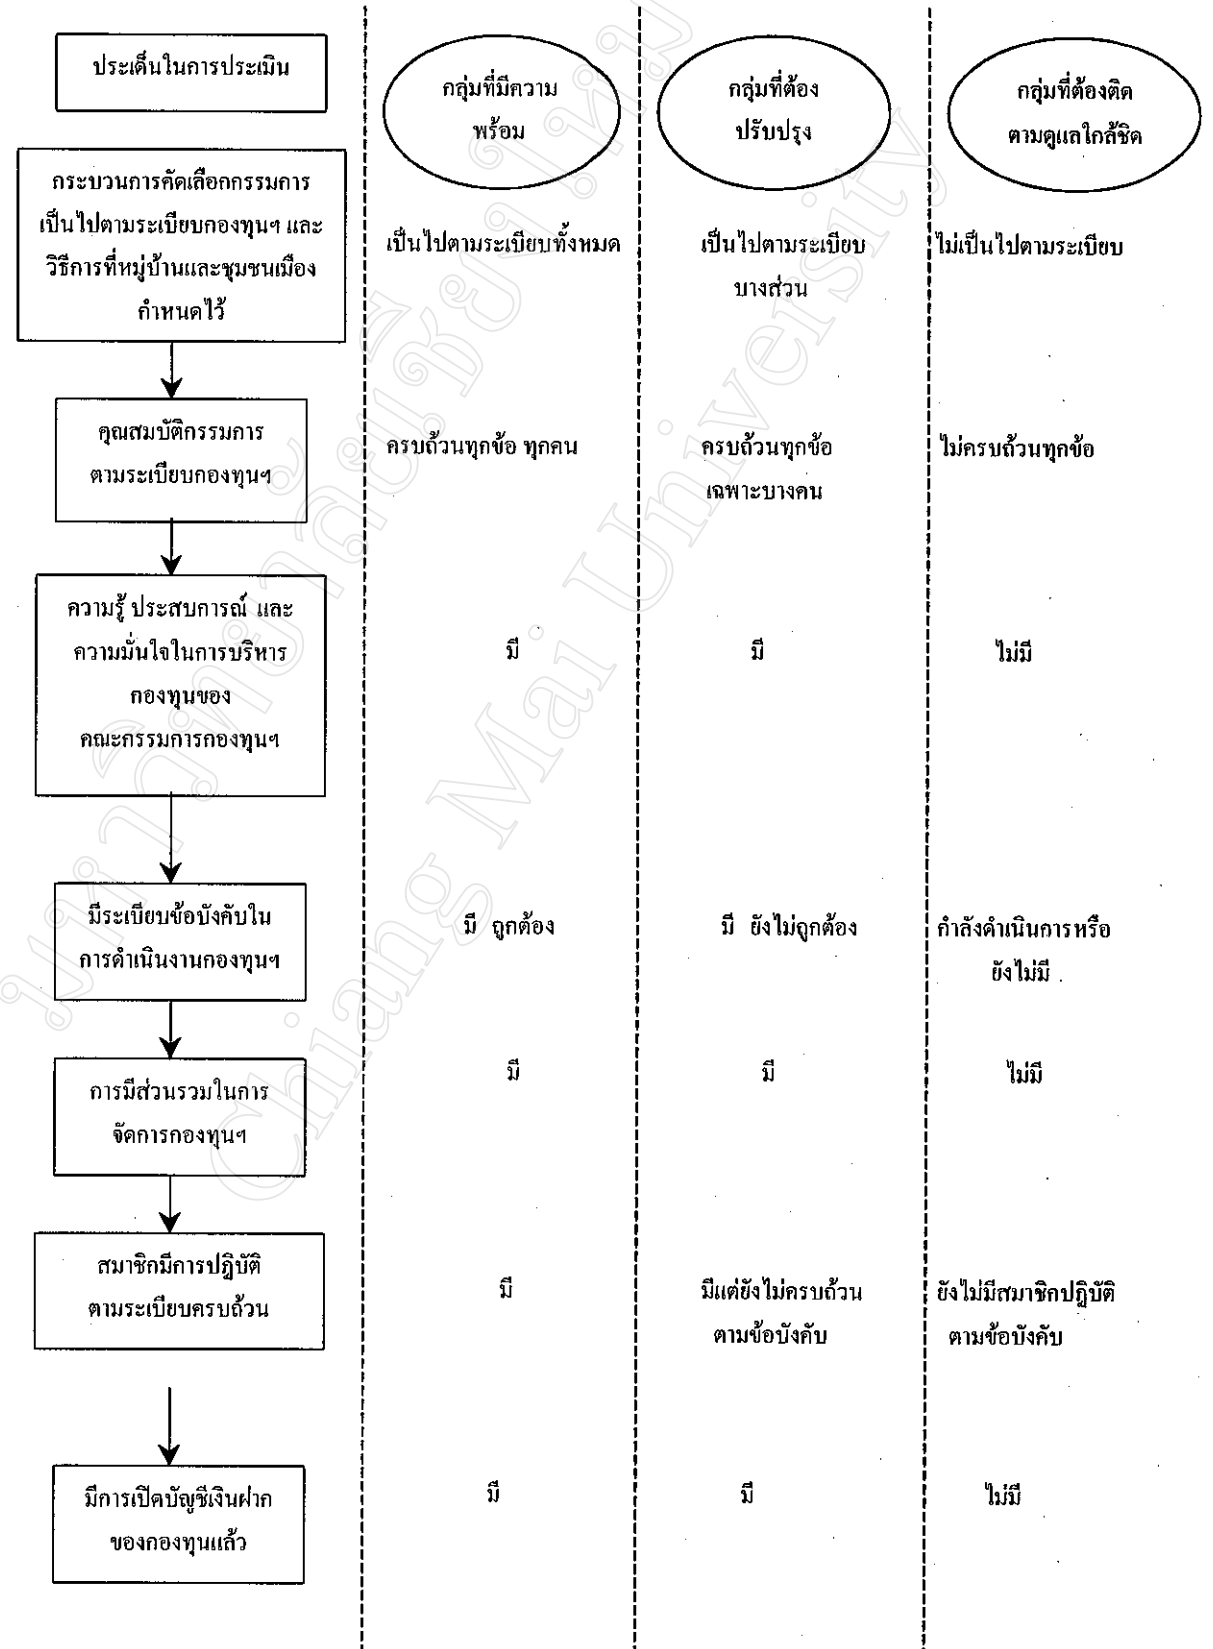 ประเด็นในการประเมิน
กลุ่มที่มีความ
พร้อม
กลุ่มที่ต้อง
ปรับปรุง
กลุ่มที่ต้องติด
ตามดูแลใกล้ชิด
กระบวนการคัดเลือกกรรมการ
เป็นไปตามระเบียบกองทุนฯ และ
วิธีการที่หมู่บ้านและชุมชนเมือง
กำหนดไว้
เป็นไปตามระเบียบทั้งหมด
เป็นไปตามระเบียบ
บางส่วน
ไม่เป็นไปตามระเบียบ
คุณสมบัติกรรมการ
ตามระเบียบกองทุนฯ
ครบถ้วนทุกข้อ ทุกคน
ครบถ้วนทุกข้อ
เฉพาะบางคน
ไม่ครบถ้วนทุกข้อ
ความรู้ ประสบการณ์ และ
ความมั่นใจในการบริหาร
กองทุนของ
คณะกรรมการกองทุนฯ
มี
มี
ไม่มี
มีระเบียบข้อบังคับใน
การดำเนินงานกองทุนฯ
มี ถูกต้อง
มี ยังไม่ถูกต้อง
กำลังดำเนินการหรือ
ยังไม่มี
การมีส่วนรวมในการ
จัดการกองทุนฯ
มี
มี
ไม่มี
สมาชิกมีการปฏิบัติ
ตามระเบียบครบถ้วน
มี
มีแต่ยังไม่ครบถ้วน
ตามข้อบังคับ
ยังไม่มีสมาชิกปฏิบัติ
ตามข้อบังคับ
มีการเปิดบัญชีเงินฝาก
ของกองทุนแล้ว
มี
มี
ไม่มี
มหาวิทยาลัยเชียงใหม่
Chiang Mai University